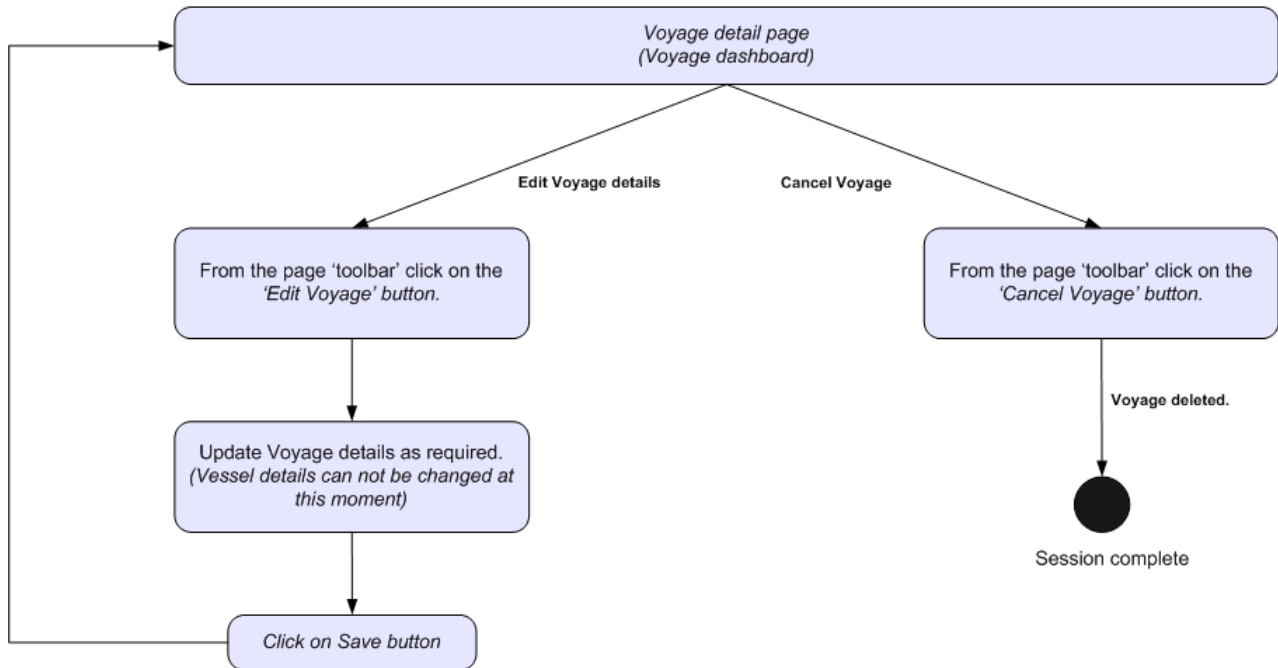 Voyage detail page
(Voyage dashboard)
Edit Voyage details
Cancel Voyage
From the page ‘toolbar’ click on the
‘Edit Voyage’ button.
From the page ‘toolbar’ click on the
‘Cancel Voyage’ button.
Voyage deleted.
Update Voyage details as required.
(Vessel details can not be changed at
this moment)
Session complete
Click on Save button